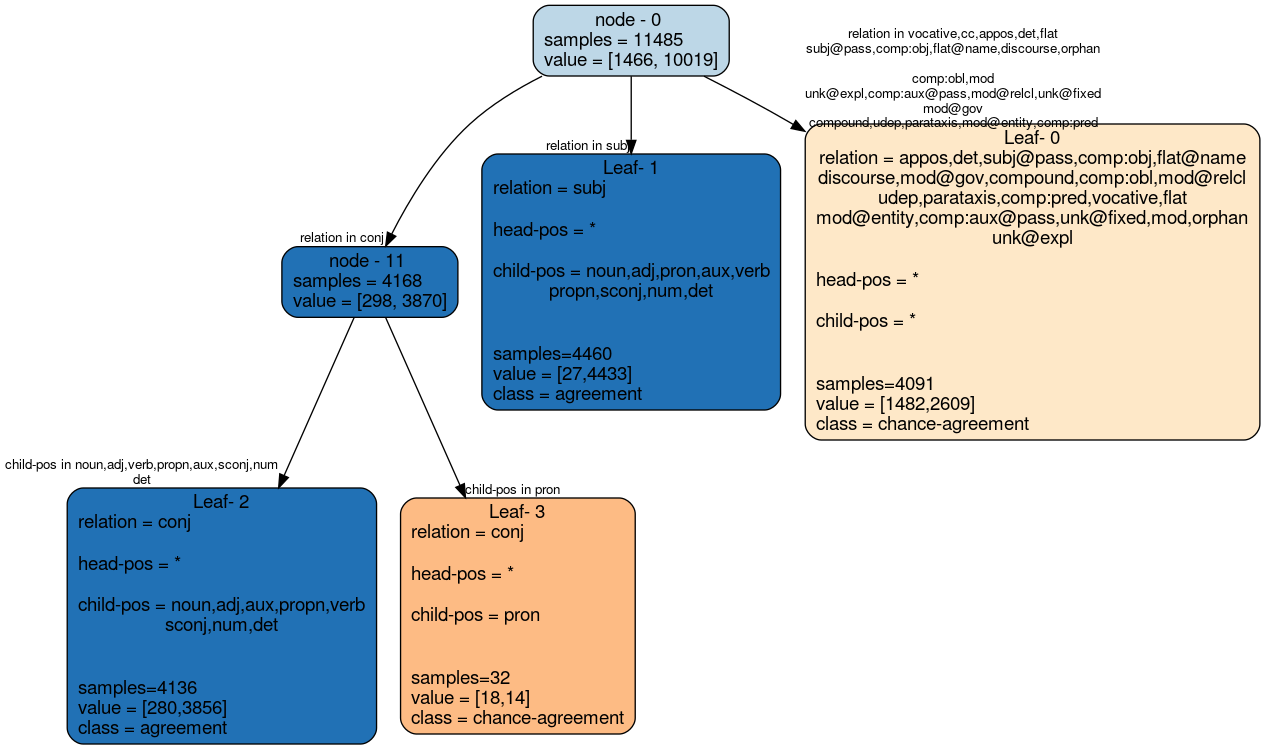 node - 0
samples = 11485
value = [1466, 10019]
relation in vocative,cc,appos,det,flat
subj@pass,comp:obj,flat@name,discourse,orphan
comp:obl,mod
unk@expl,comp:aux@pass,mod@relcl,unk@fixed
mod@gov
compound,udep,parataxis,mod@entity,comp:pred
relation in subj
Leaf- 1
relation = subj
head-pos = *
child-pos = noun,adj,pron,aux,verb
propn,sconj,num,det
samples=4460
value = [27,4433]
class = agreement
Leaf- 0
relation = appos,det,subj@pass,comp:obj,flat@name
discourse,mod@gov,compound,comp:obl,mod@relcl
udep,parataxis,comp:pred,vocative,flat
mod@entity,comp:aux@pass,unk@fixed,mod,orphan
unk@expl
head-pos = *
child-pos = *
samples=4091
value = [1482,2609]
class = chance-agreement
relation in conj
node - 11
samples = 4168
value = [298, 3870]
child-pos in noun,adj,verb,propn,aux,sconj,num
det
Leaf- 2
relation = conj
head-pos = *
child-pos = noun,adj,aux,propn,verb
sconj,num,det
samples=4136
value = [280,3856]
class = agreement
child-pos in pron
Leaf- 3
relation = conj
head-pos = *
child-pos = pron
samples=32
value = [18,14]
class = chance-agreement